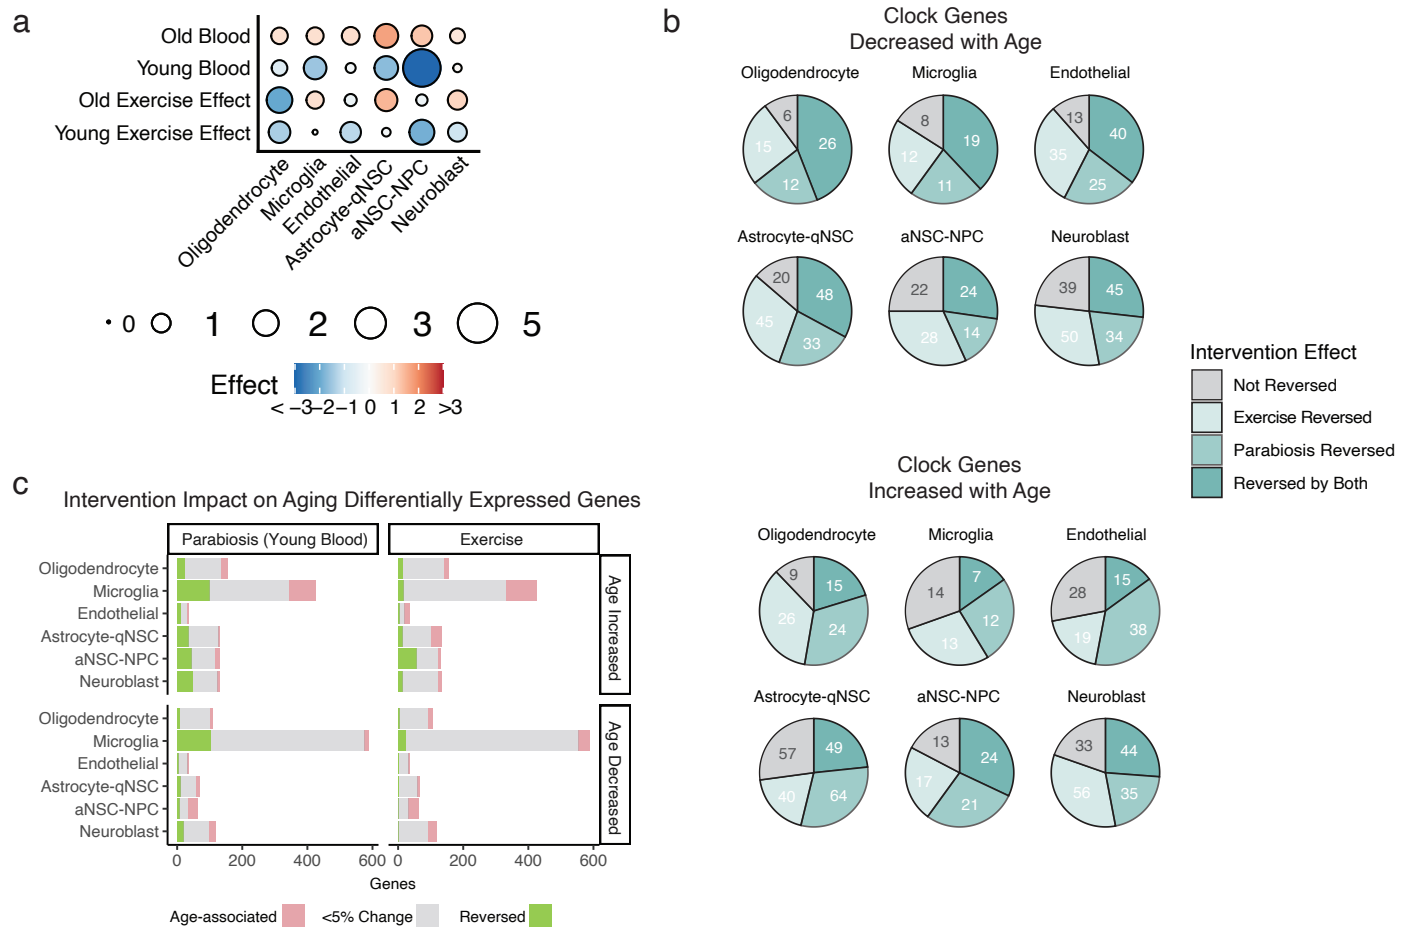 a
Old Blood
Young Blood
Old Exercise Effect
Young Exercise Effect
Oligodendrocyte
Microglia
Endothelial
Astrocyte-qNSC
aNSC-NPC
Neuroblast
0 1 2 3 5
Effect
< −3 −2 −1 0 1 2 >3
b
Clock Genes
Decreased with Age
Oligodendrocyte Microglia Endothelial
6 26 15 12
8 19 12 11
13 40 35 25
Astrocyte-qNSC aNSC-NPC Neuroblast
20 48 45 33
22 24 28 14
39 45 50 34
Intervention Effect
Not Reversed
Exercise Reversed
Parabiosis Reversed
Reversed by Both
Clock Genes
Increased with Age
Oligodendrocyte Microglia Endothelial
9 15 26 24
14 7 13 12
28 15 19 38
Astrocyte-qNSC aNSC-NPC Neuroblast
57 49 40 64
13 24 17 21
33 44 56 35
c
Intervention Impact on Aging Differentially Expressed Genes
Parabiosis (Young Blood) Exercise
Oligodendrocyte
Microglia
Endothelial
Astrocyte-qNSC
aNSC-NPC
Neuroblast
Age Increased
Oligodendrocyte
Microglia
Endothelial
Astrocyte-qNSC
aNSC-NPC
Neuroblast
Age Decreased
0 200 400 600 0 200 400 600
Genes
Age-associated <5% Change Reversed